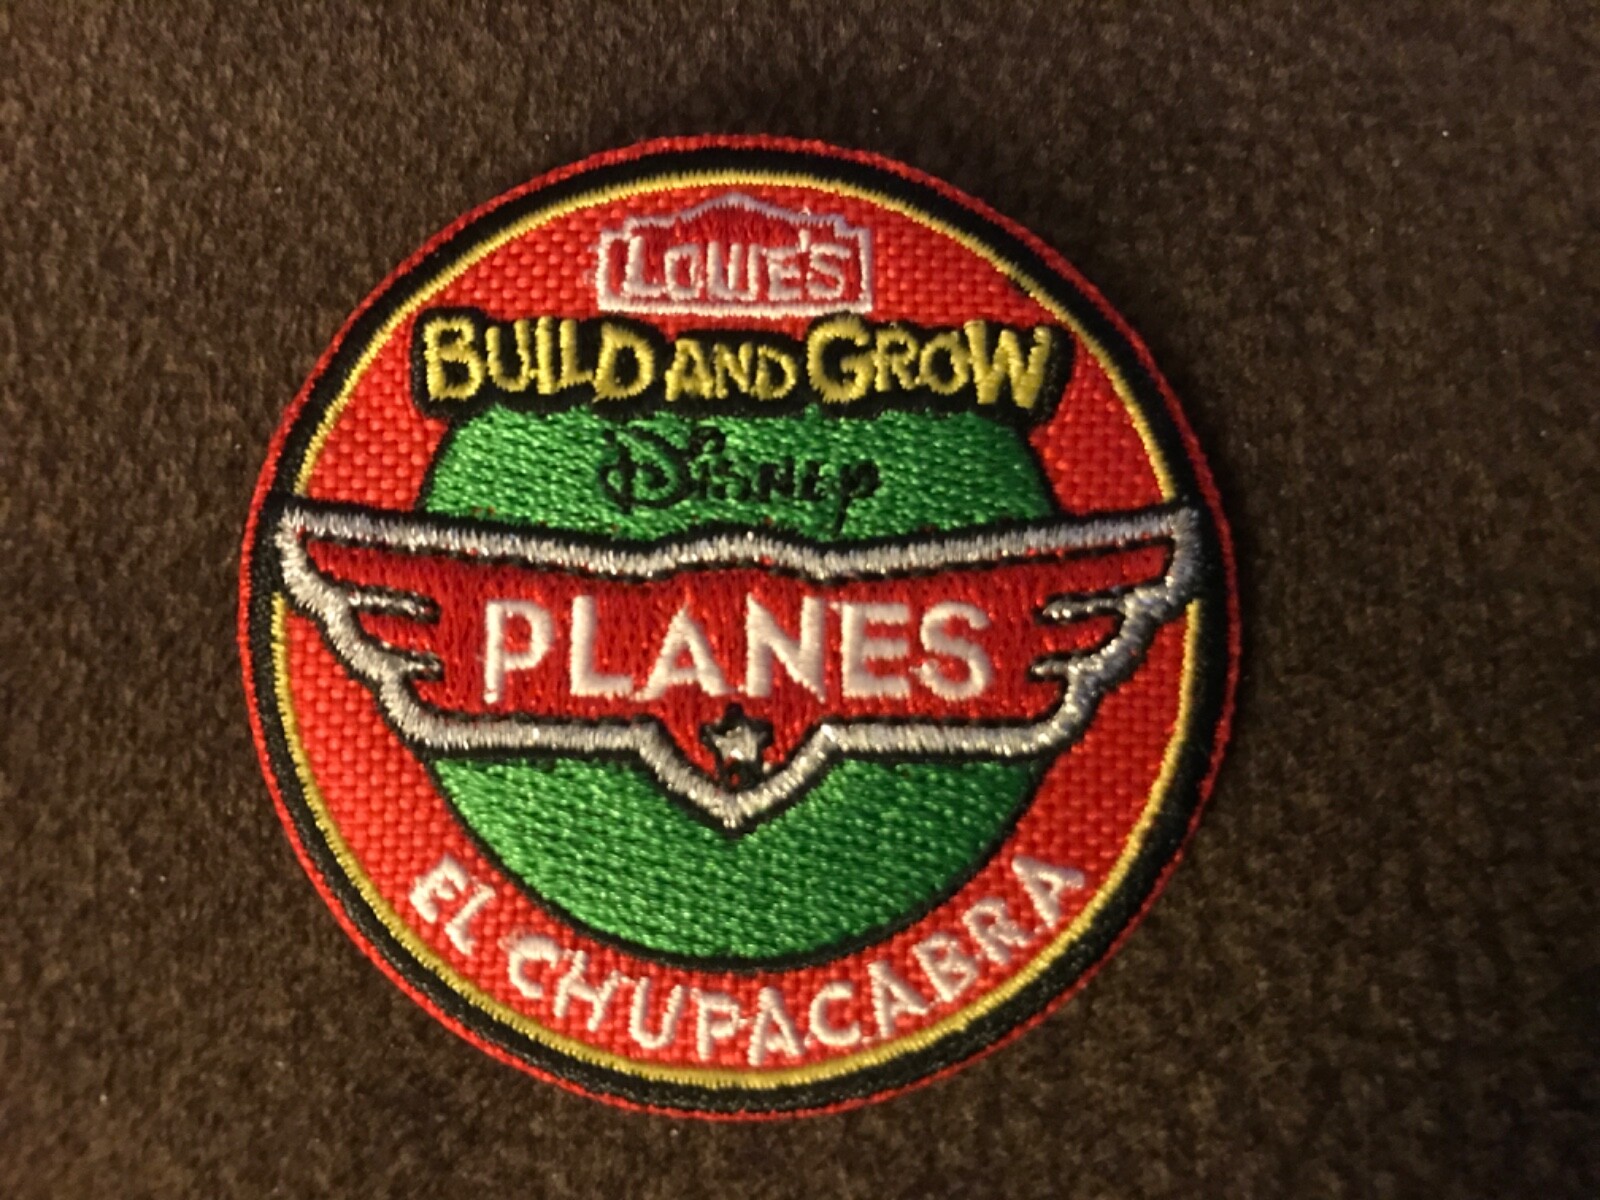 LOWE'S
BUILD AND GROW
Disney
PLANES
EL CHUPACABRA